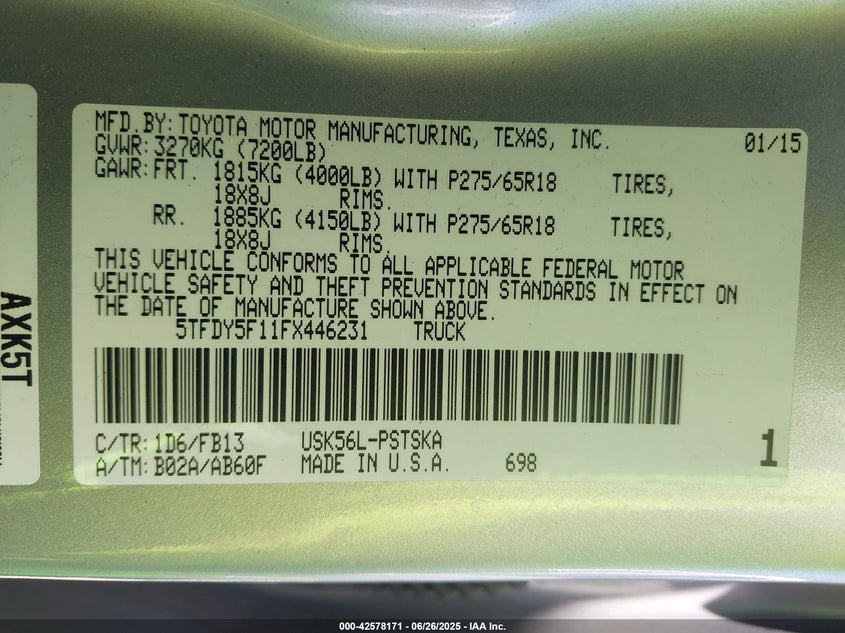 MFD.BY:TOYOTA MOTOR MANUFACTURING, TEXAS, INC. 01/15
GVWR:3270KG (7200LB)
GAWR:FRT. 1815KG (4000LB) WITH P275/65R18 TIRES,
18X8J RIMS.
RR. 1885KG (4150LB) WITH P275/65R18 TIRES,
18X8J RIMS.
THIS VEHICLE CONFORMS TO ALL APPLICABLE FEDERAL MOTOR
VEHICLE SAFETY AND THEFT PREVENTION STANDARDS IN EFFECT ON
THE DATE OF MANUFACTURE SHOWN ABOVE.
5TFDY5F11FX446231 TRUCK
C/TR:1D6/FB13 USK56L-PSTSKA
A/TM:B02A/AB60F MADE IN U.S.A. 698
1
AXK5T
000-42578171 | 06/26/2025 - IAA Inc.